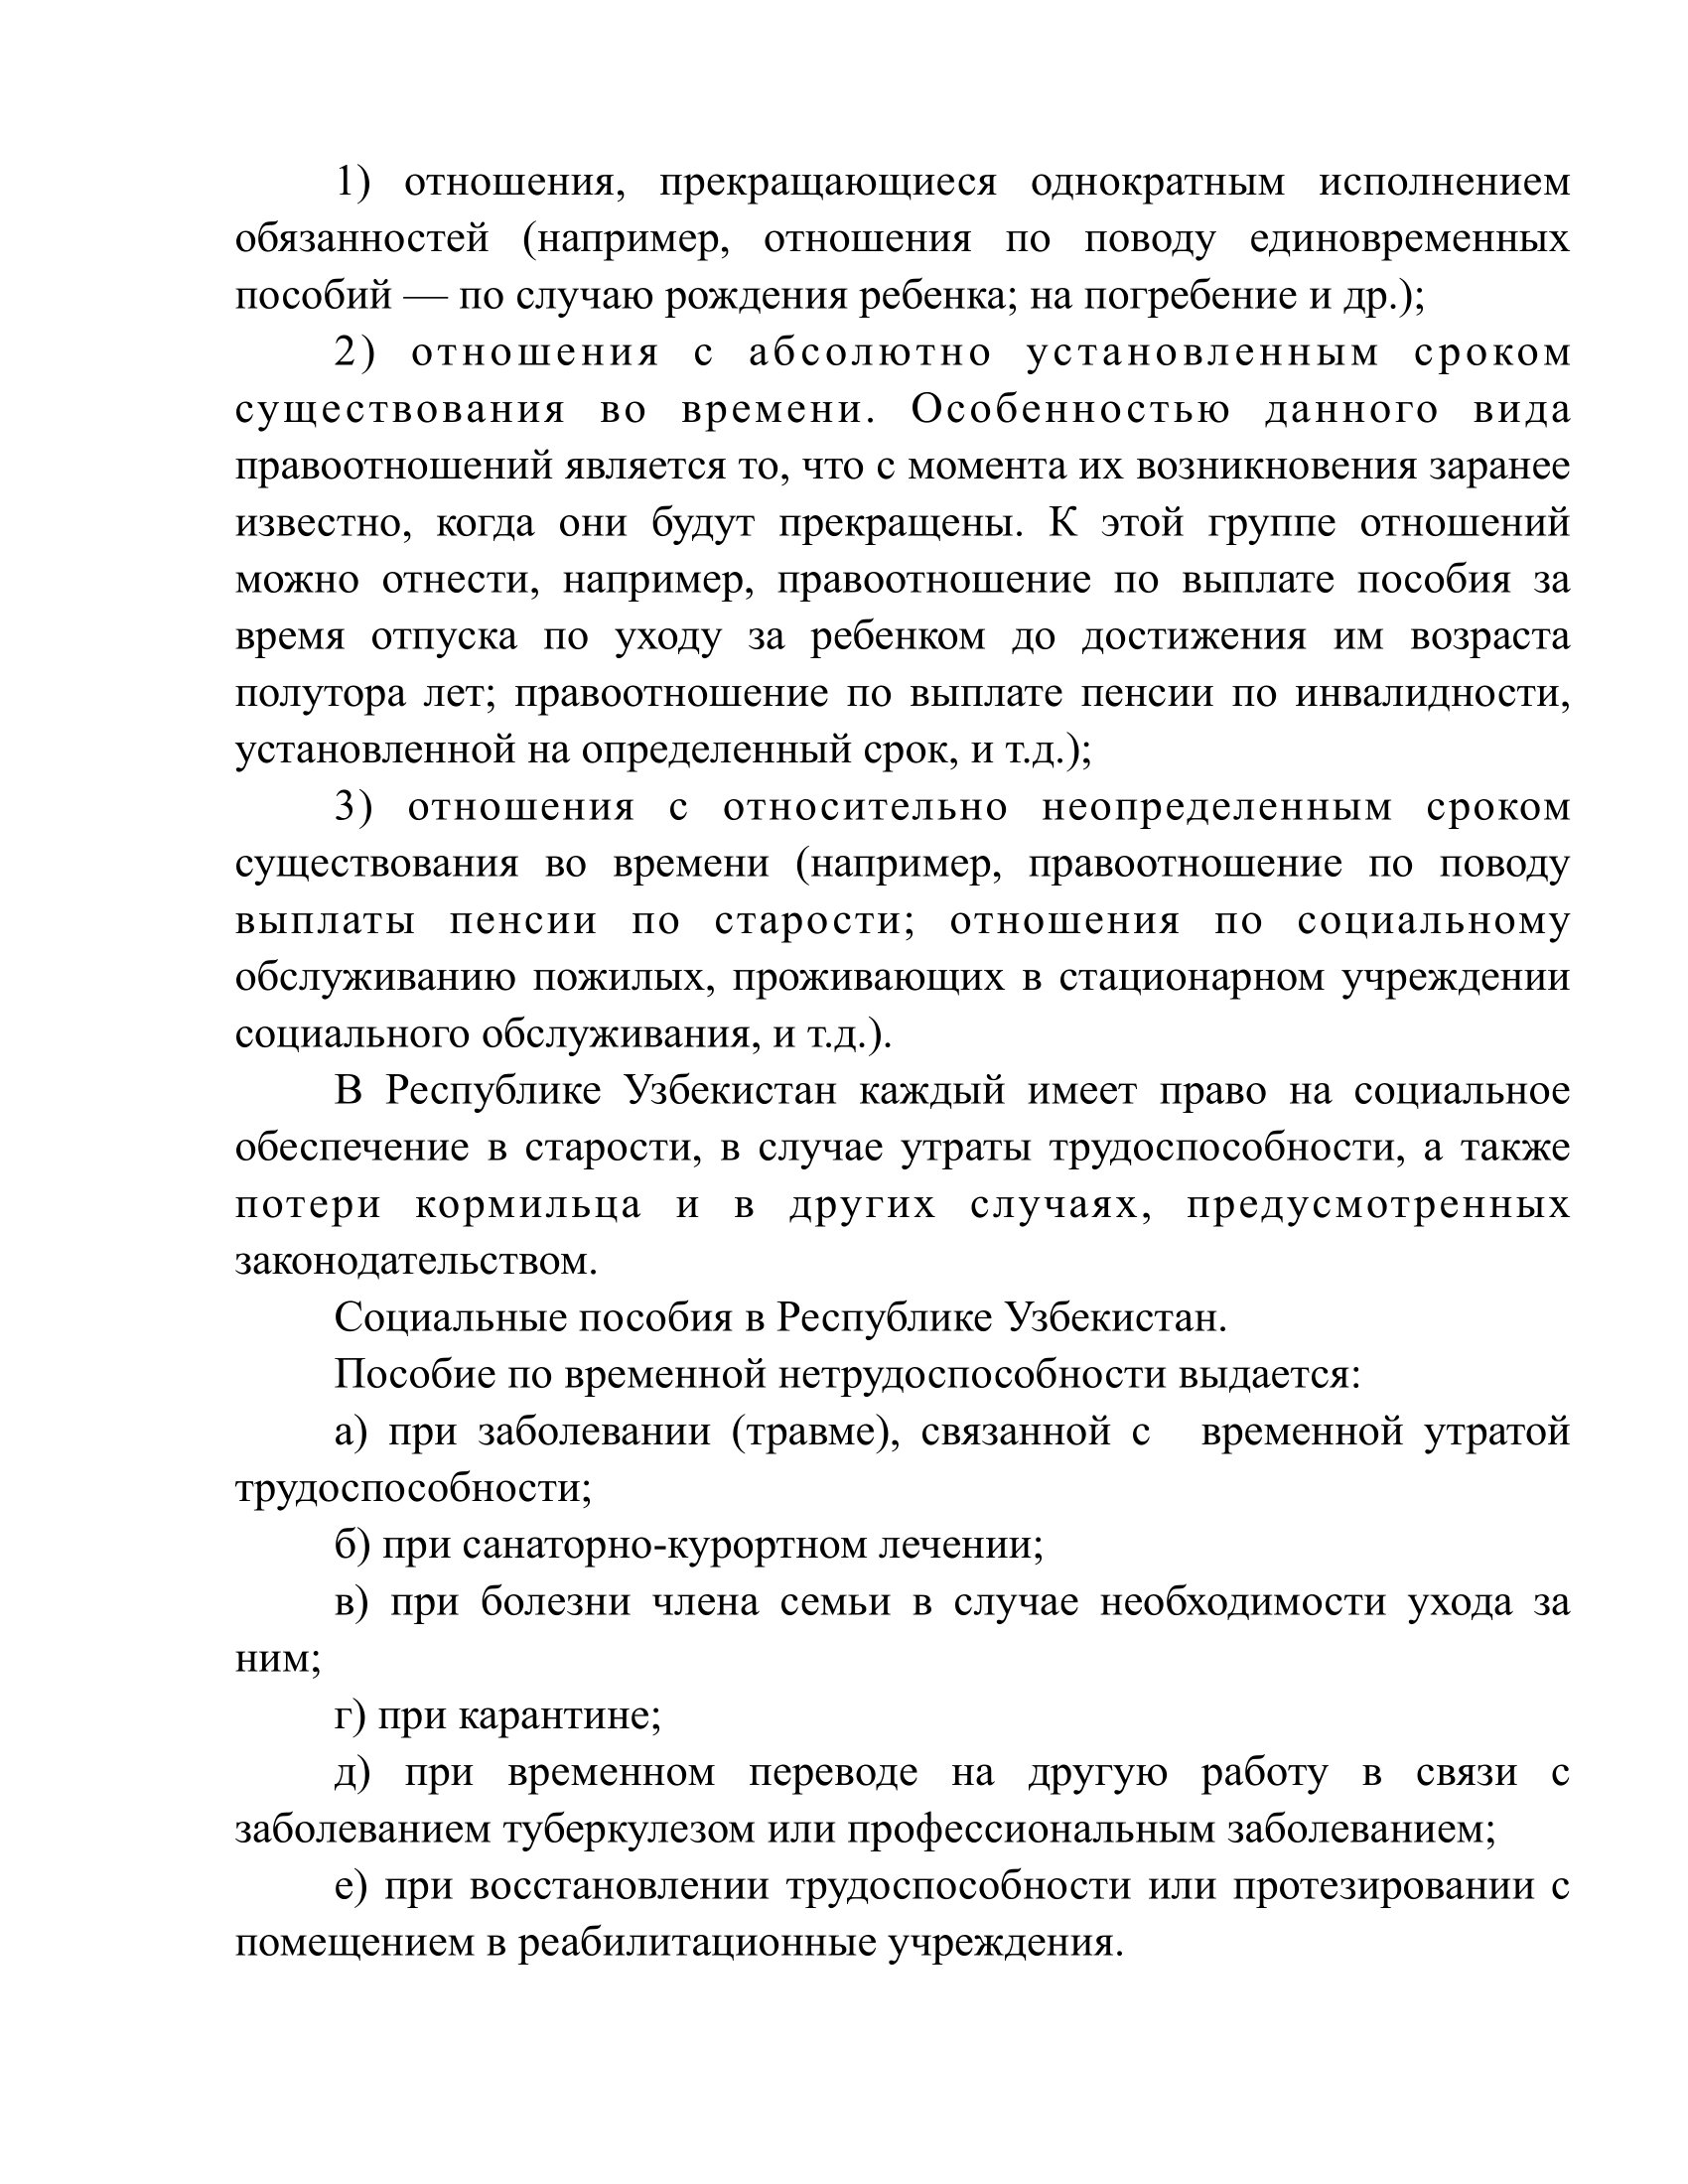 1) отношения, прекращающиеся однократным исполнением
обязанностей (например, отношения по поводу единовременных
пособий — по случаю рождения ребенка; на погребение и др.);
2) отношения с абсолютно установленным сроком
существования во времени. Особенностью данного вида
правоотношений является то, что с момента их возникновения заранее
известно, когда они будут прекращены. К этой группе отношений
можно отнести, например, правоотношение по выплате пособия за
время отпуска по уходу за ребенком до достижения им возраста
полутора лет; правоотношение по выплате пенсии по инвалидности,
установленной на определенный срок, и т.д.);
3) отношения с относительно неопределенным сроком
существования во времени (например, правоотношение по поводу
выплаты пенсии по старости; отношения по социальному
обслуживанию пожилых, проживающих в стационарном учреждении
социального обслуживания, и т.д.).
В Республике Узбекистан каждый имеет право на социальное
обеспечение в старости, в случае утраты трудоспособности, а также
потери кормильца и в других случаях, предусмотренных
законодательством.
Социальные пособия в Республике Узбекистан.
Пособие по временной нетрудоспособности выдается:
а) при заболевании (травме), связанной с временной утратой
трудоспособности;
б) при санаторно-курортном лечении;
в) при болезни члена семьи в случае необходимости ухода за
ним;
г) при карантине;
д) при временном переводе на другую работу в связи с
заболеванием туберкулезом или профессиональным заболеванием;
е) при восстановлении трудоспособности или протезировании с
помещением в реабилитационные учреждения.